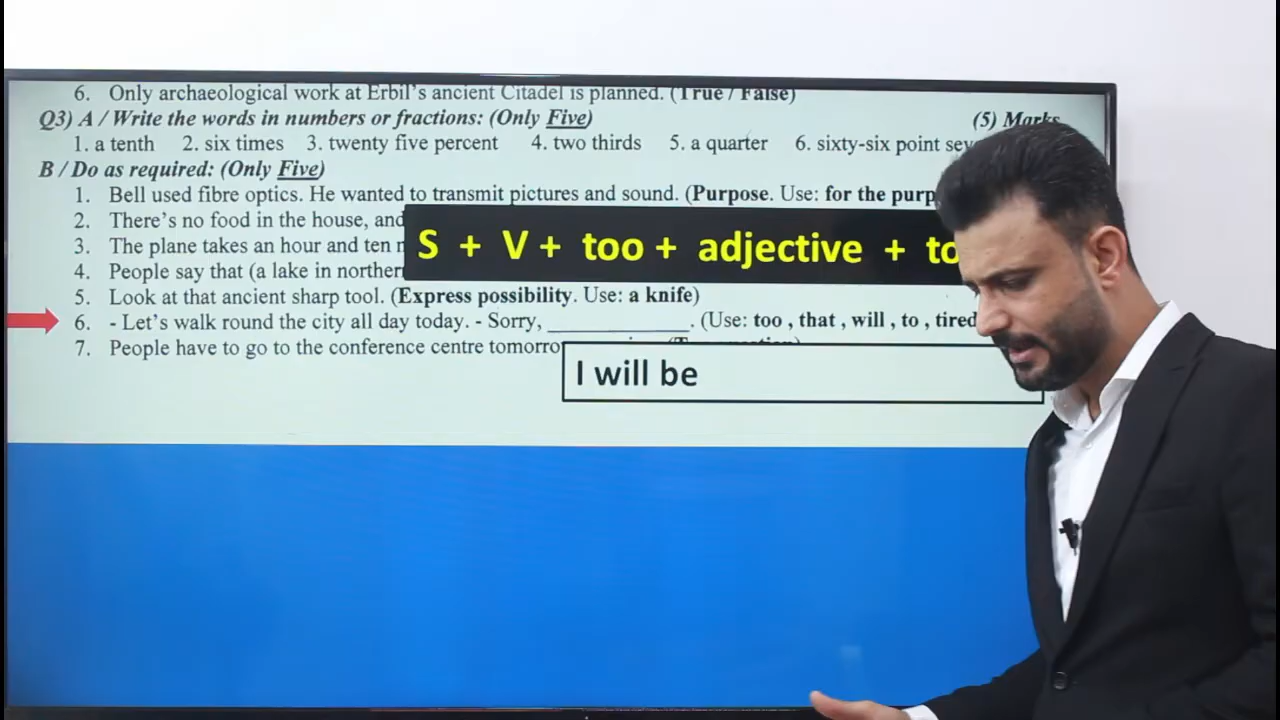 6. Only archaeological work at Erbil's ancient Citadel is planned. (True / False)
Q3) A / Write the words in numbers or fractions: (Only Five) (5) Marks
1. a tenth 2. six times 3. twenty five percent 4. two thirds 5. a quarter 6. sixty-six point
B / Do as required: (Only Five)
1. Bell used fibre optics. He wanted to transmit pictures and sound. (Purpose. Use: for the
2. There's no food in the house, and
3. The plane takes an hour and ten
S + V + too + adjective + to
4. People say that (a lake in
5. Look at that ancient sharp tool. (Express possibility. Use: a knife)
6. - Let's walk round the city all day today. - Sorry, ______________. (Use: too , that , will , to , tired
7. People have to go to the conference centre
I will be